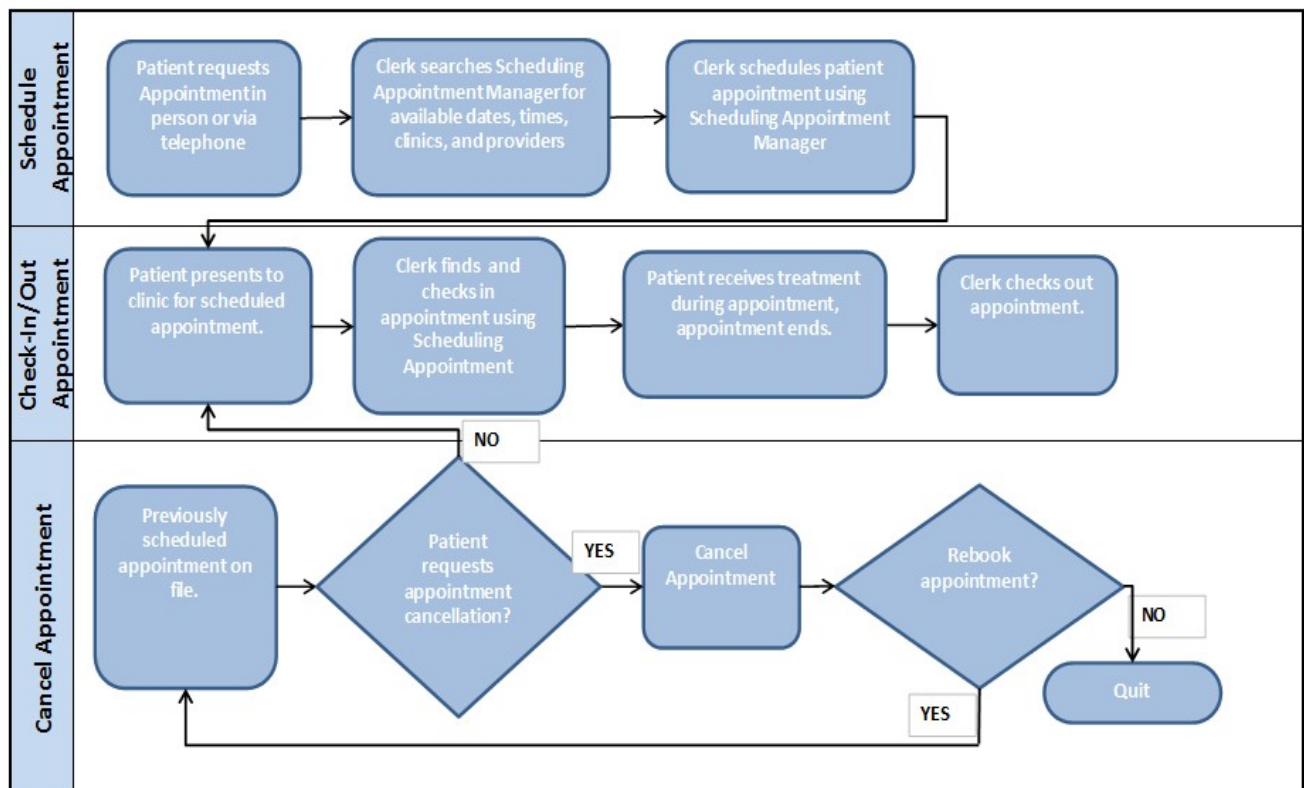 Schedule
Appointment
Patient requests
Appointment in
person or via
telephone
Clerk searches Scheduling
Appointment Manager for
available dates, times,
clinics, and providers
Clerk schedules patient
appointment using
Scheduling Appointment
Manager
Check-In/Out
Appointment
Patient presents to
clinic for scheduled
appointment.
Clerk finds and
checks in
appointment using
Scheduling
Appointment
Patient receives treatment
during appointment,
appointment ends.
Clerk checks out
appointment.
Cancel Appointment
Previously
scheduled
appointment on
file.
NO
Patient
requests
appointment
cancellation?
YES
Cancel
Appointment
Rebook
appointment?
NO
Quit
YES